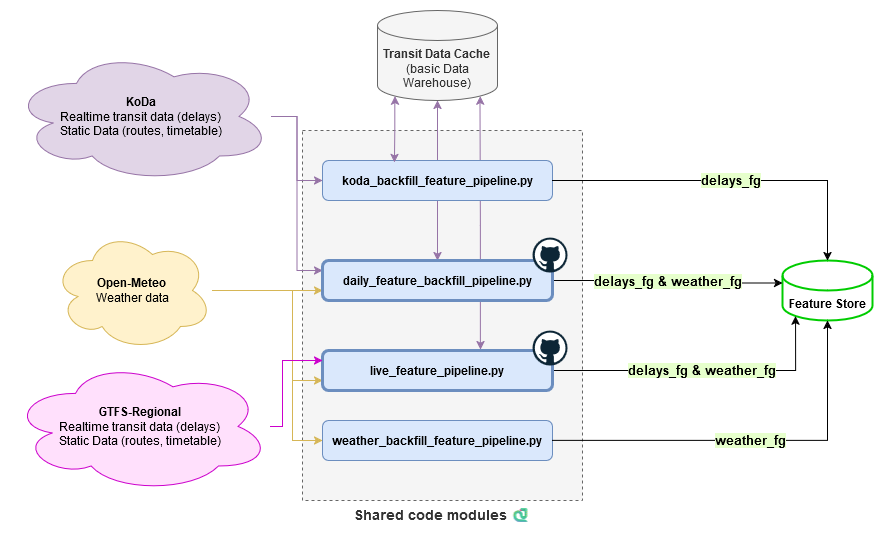 Transit Data Cache
(basic Data
Warehouse)
KoDa
Realtime transit data (delays)
Static Data (routes, timetable)
koda_backfill_feature_pipeline.py
delays_fg
Open-Meteo
Weather data
daily_feature_backfill_pipeline.py
delays_fg & weather_fg
Feature Store
live_feature_pipeline.py
delays_fg & weather_fg
GTFS-Regional
Realtime transit data (delays)
Static Data (routes, timetable)
weather_backfill_feature_pipeline.py
weather_fg
Shared code modules